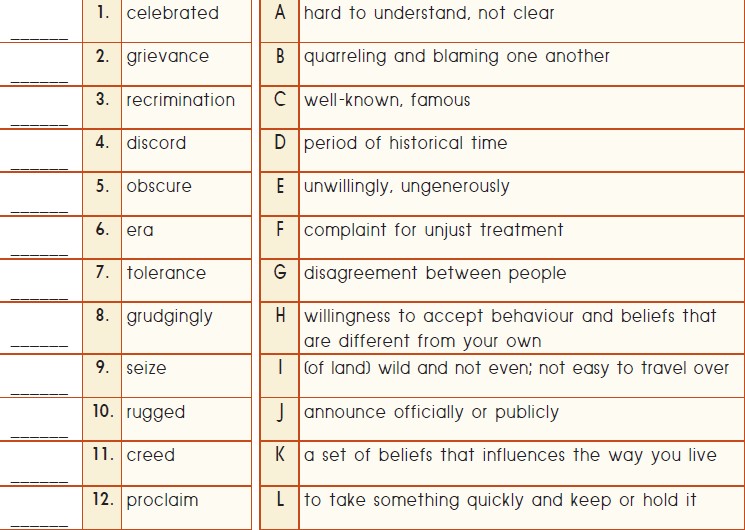 ______ 1. celebrated A hard to understand, not clear
______ 2. grievance B quarreling and blaming one another
______ 3. recrimination C well-known, famous
______ 4. discord D period of historical time
______ 5. obscure E unwillingly, ungenerously
______ 6. era F complaint for unjust treatment
______ 7. tolerance G disagreement between people
______ 8. grudgingly H willingness to accept behaviour and beliefs that
are different from your own
______ 9. seize I (of land) wild and not even; not easy to travel over
______ 10. rugged J announce officially or publicly
______ 11. creed K a set of beliefs that influences the way you live
______ 12. proclaim L to take something quickly and keep or hold it